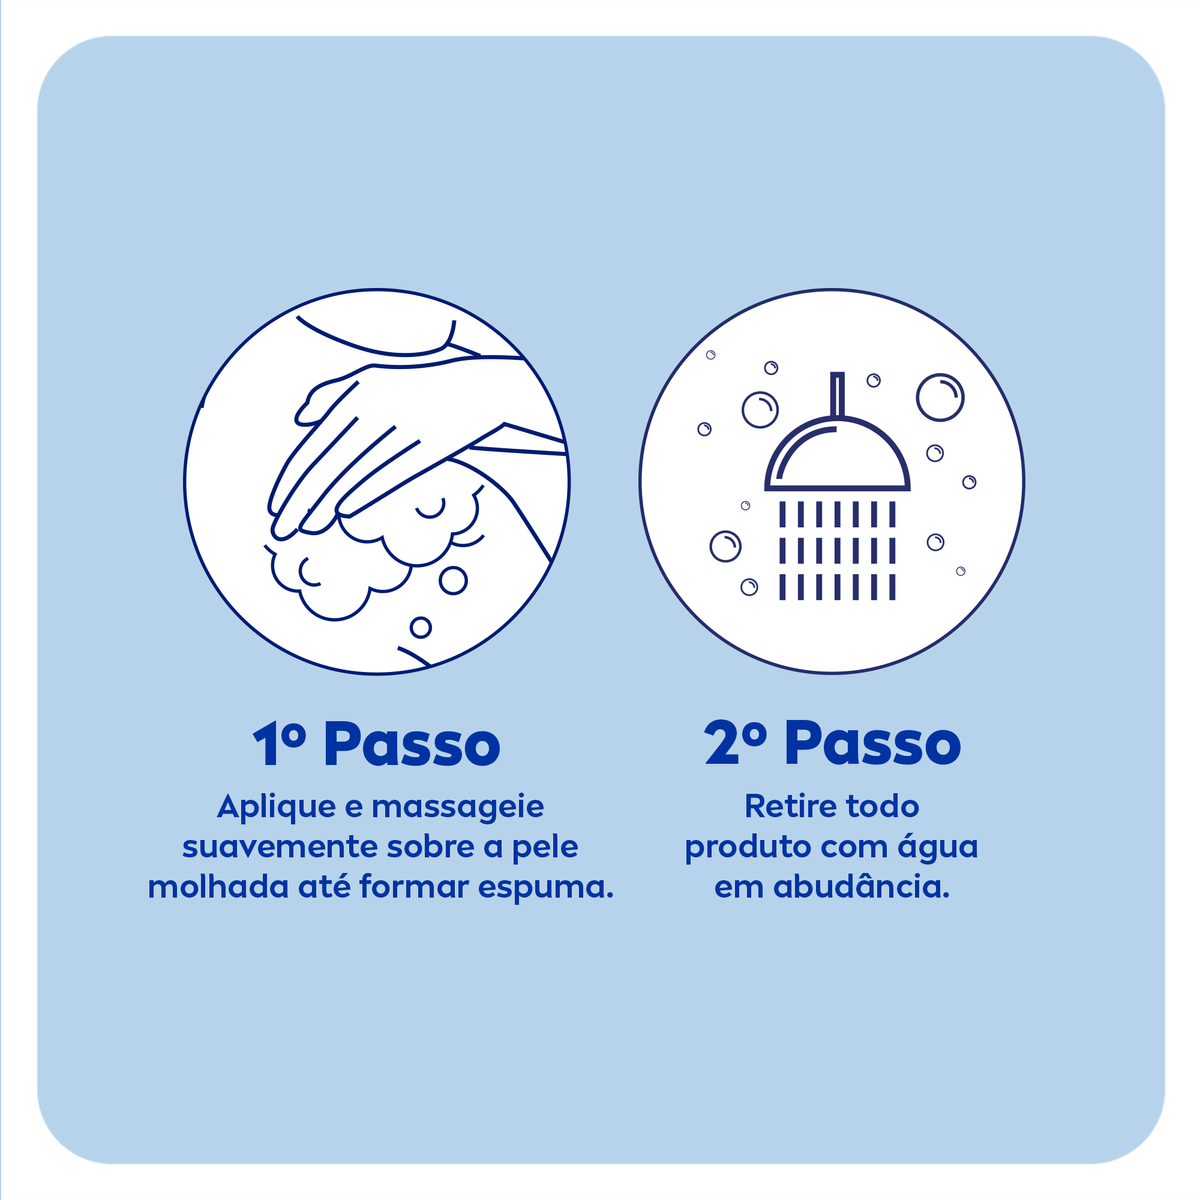 1º Passo
Aplique e massageie
suavemente sobre a pele
molhada até formar espuma.
2º Passo
Retire todo
produto com água
em abudância.